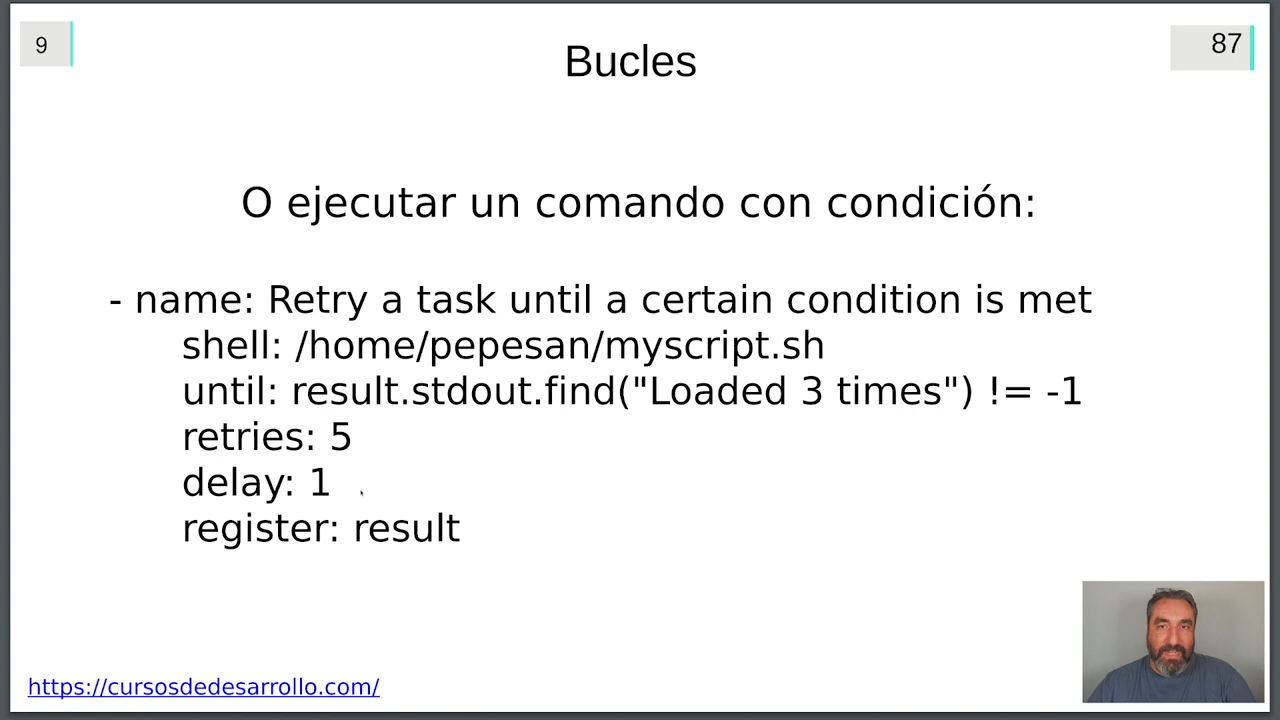 9
Bucles
87
O ejecutar un comando con condición:
- name: Retry a task until a certain condition is met
shell: /home/pepesan/myscript.sh
until: result.stdout.find("Loaded 3 times") != -1
retries: 5
delay: 1
register: result
https://cursosdedesarrollo.com/